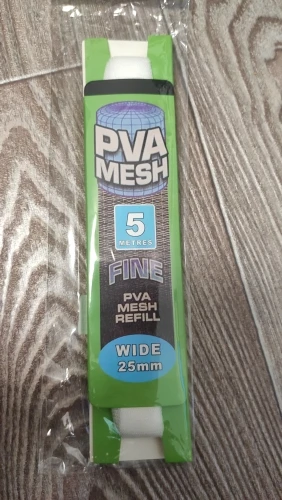 PVA
MESH
5
METRES
FINE
PVA
MESH
REFILL
WIDE
25mm